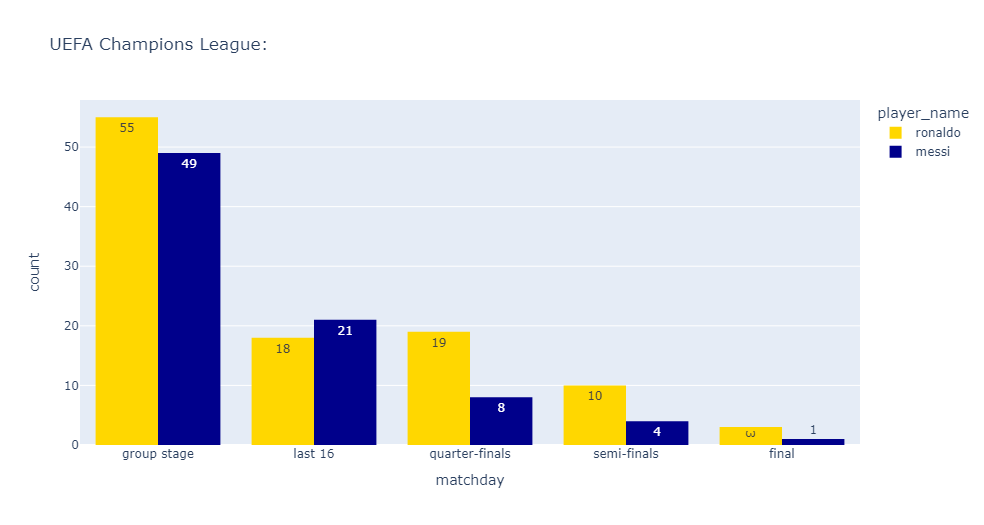 UEFA Champions League:
player_name
ronaldo
messi
count
50
40
30
20
10
0
55
49
18
21
19
8
10
4
3
1
group stage
last 16
quarter-finals
semi-finals
final
matchday